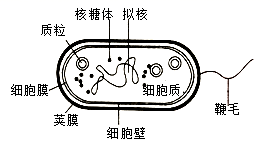 核糖体 拟核
质粒
细胞膜 细胞质
荚膜 鞭毛
细胞壁